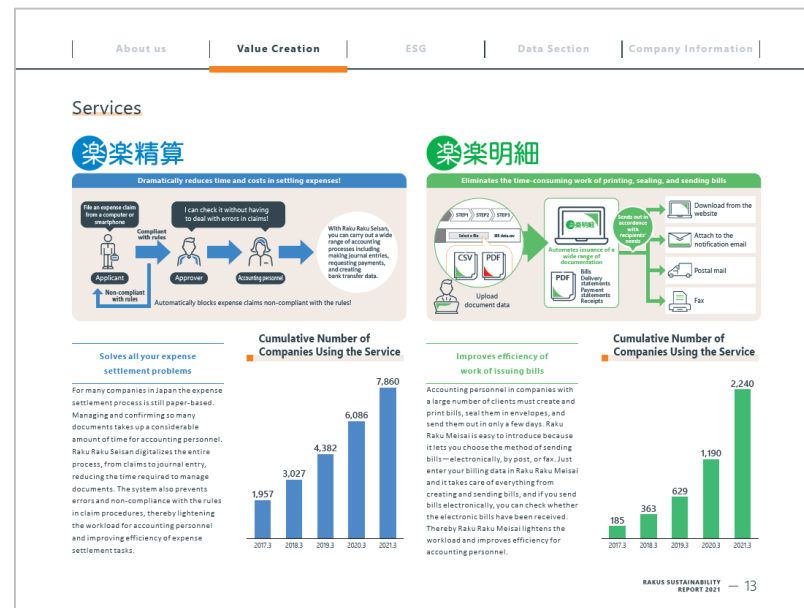 About us
Value Creation
ESG
Data Section
Company Information
Services
楽楽精算
Dramatically reduces time and costs in settling expenses!
File an expense claim
from a computer or
smartphone
I can check it without having
to deal with errors in claims!
Compliant
with rules
Applicant
Approver
Accounting personnel
Non-compliant
with rules
Automatically blocks expense claims non-compliant with the rules!
With Raku Raku Seisan,
you can carry out a wide
range of accounting
processes including
making journal entries,
requesting payments,
and creating
bank transfer data.
Solves all your expense
settlement problems
For many companies in Japan the expense
settlement process is still paper-based.
Managing and confirming so many
documents takes up a considerable
amount of time for accounting personnel.
Raku Raku Seisan digitalizes the entire
process, from claims to journal entry,
reducing the time required to manage
documents. The system also prevents
errors and non-compliance with the rules
in claim procedures, thereby lightening
the workload for accounting personnel
and improving efficiency of expense
settlement tasks.
Cumulative Number of
Companies Using the Service
1,957
3,027
4,382
6,086
7,860
2017.3
2018.3
2019.3
2020.3
2021.3
楽楽明細
Eliminates the time-consuming work of printing, sealing, and sending bills
STEP1
STEP2
STEP3
Select a file
Bill data.csv
CSV
PDF
Upload
document data
楽楽明細
Automates issuance of a
wide range of
documentation
PDF
Bills
Delivery
statements
Payment
statements
Receipts
Sends out in
accordance
with
recipients'
needs
Download from the
website
Attach to the
notification email
Postal mail
Fax
Improves efficiency of
work of issuing bills
Accounting personnel in companies with
a large number of clients must create and
print bills, seal them in envelopes, and
send them out in only a few days. Raku
Raku Meisai is easy to introduce because
it lets you choose the method of sending
bills—electronically, by post, or fax. Just
enter your billing data in Raku Raku Meisai
and it takes care of everything from
creating and sending bills, and if you send
bills electronically, you can check whether
the electronic bills have been received.
Thereby Raku Raku Meisai lightens the
workload and improves efficiency for
accounting personnel.
Cumulative Number of
Companies Using the Service
185
363
629
1,190
2,240
2017.3
2018.3
2019.3
2020.3
2021.3
RAKUS SUSTAINABILITY
REPORT 2021 — 13